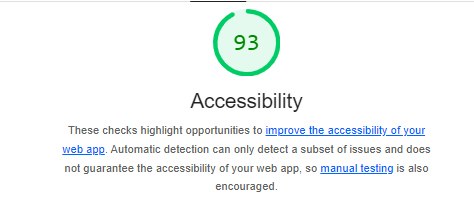 93
Accessibility
These checks highlight opportunities to improve the accessibility of your
web app. Automatic detection can only detect a subset of issues and does
not guarantee the accessibility of your web app, so manual testing is also
encouraged.